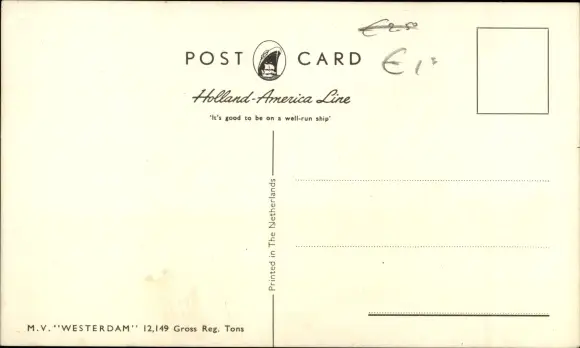 POST CARD
Holland-America Line
'It's good to be on a well-run ship'
Printed in The Netherlands
M.V. "WESTERDAM" 12,149 Gross Reg. Tons